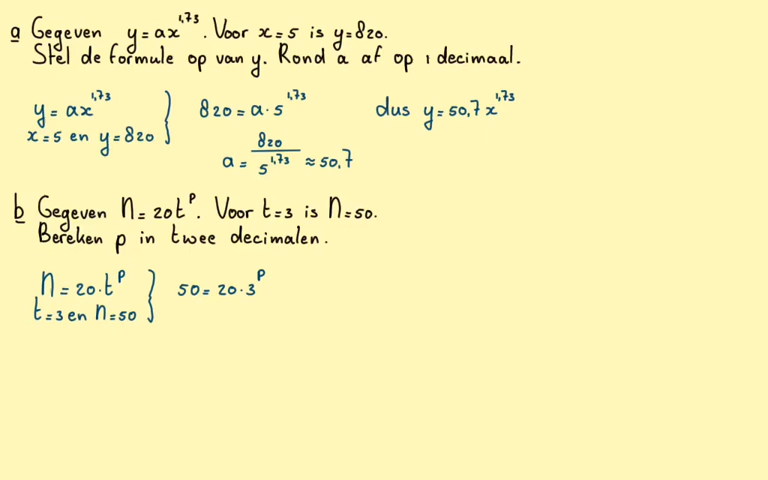 a Gegeven y = ax^1,73. Voor x = 5 is y = 820.
Stel de formule op van y. Rond a af op 1 decimaal.
y = ax^1,73 } 820 = a · 5^1,73 dus y = 50,7x^1,73
x = 5 en y = 820
a = 820 / 5^1,73 ≈ 50,7
b Gegeven N = 20t^p. Voor t = 3 is N = 50.
Bereken p in twee decimalen.
N = 20 · t^p } 50 = 20 · 3^p
t = 3 en N = 50